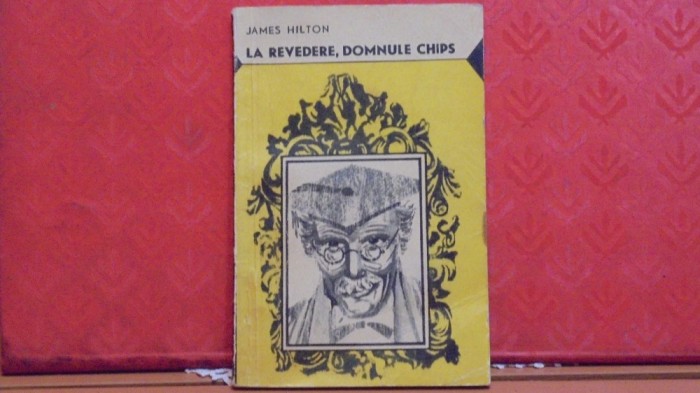 JAMES HILTON
LA REVEDERE, DOMNULE CHIPS